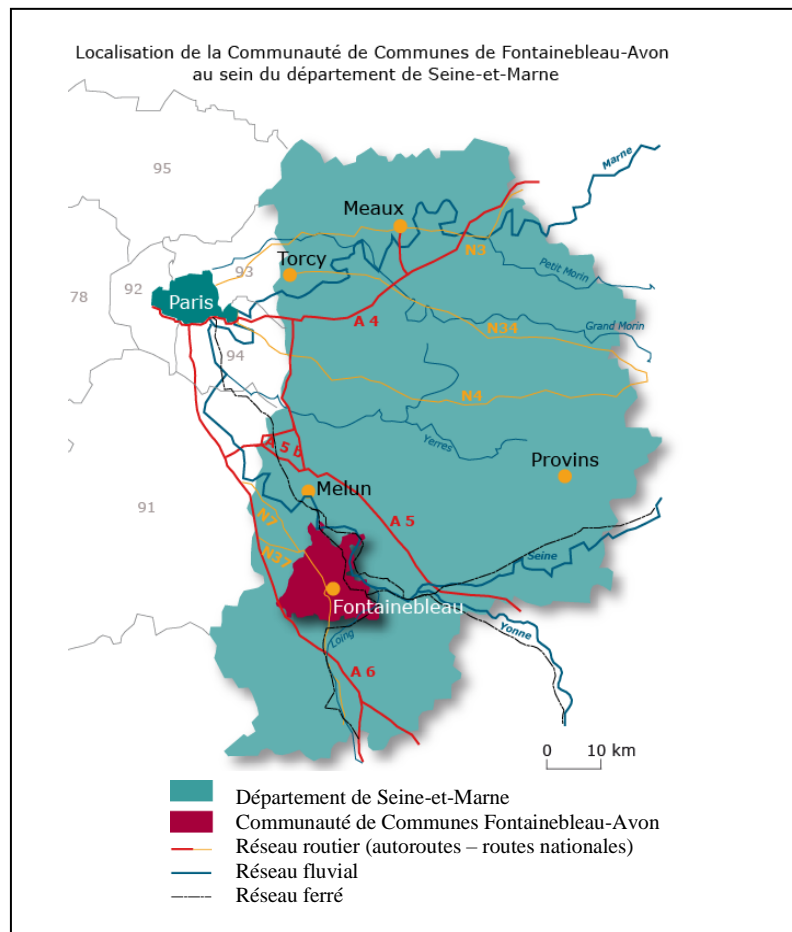 Localisation de la Communauté de Communes de Fontainebleau-Avon
au sein du département de Seine-et-Marne
95
Marne
Meaux
N3
93
Torcy
Petit Morin
92
78
Paris
A 4
Grand Morin
N34
94
N4
Yerres
A 5 b
Provins
Melun
91
N7
A 5
Seine
N37
Fontainebleau
Yonne
Loing
A 6
0 10 km
Département de Seine-et-Marne
Communauté de Communes Fontainebleau-Avon
Réseau routier (autoroutes – routes nationales)
Réseau fluvial
Réseau ferré